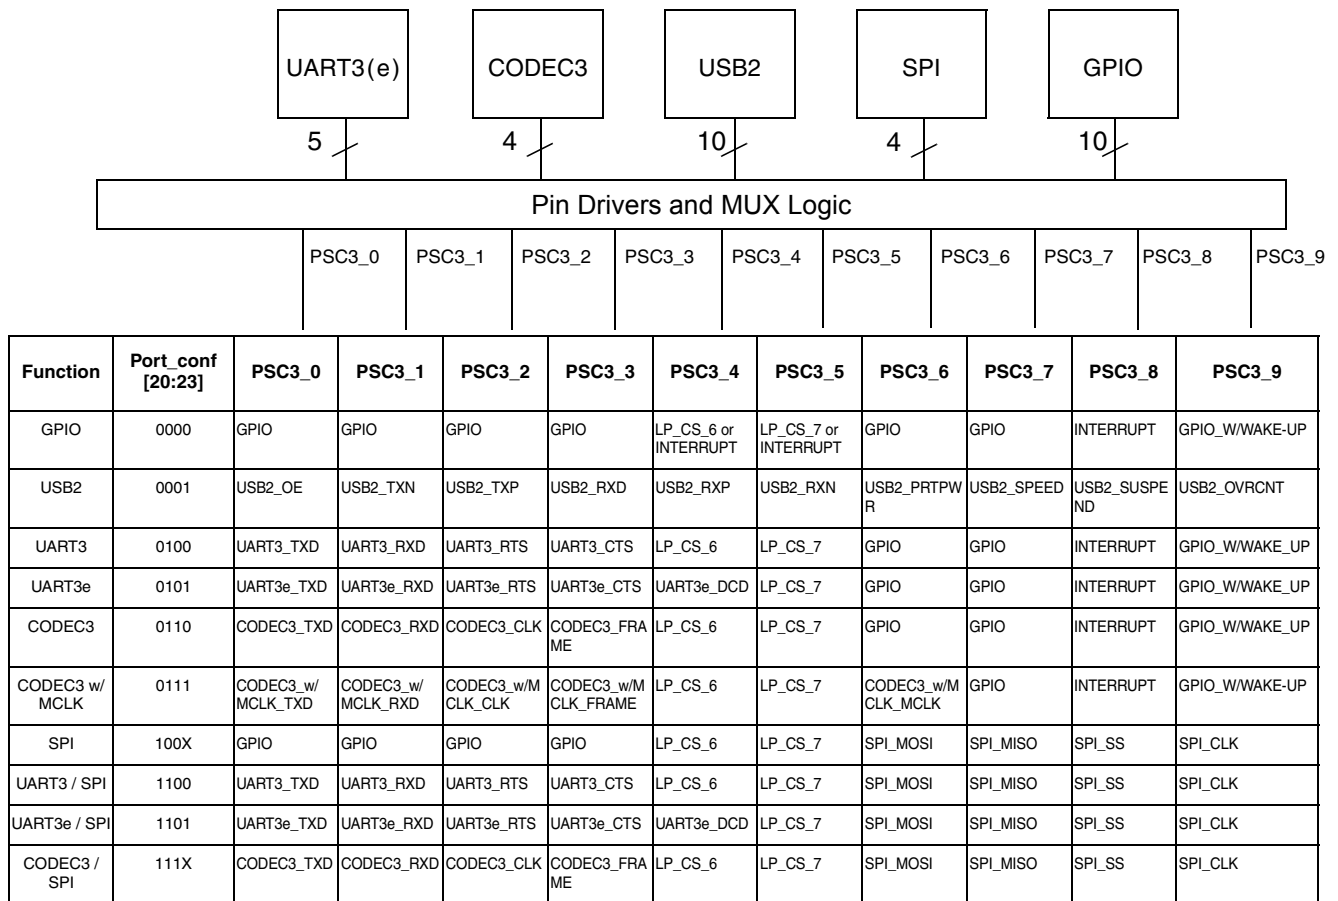 UART3(e) CODEC3 USB2 SPI GPIO
5 4 10 4 10
Pin Drivers and MUX Logic
PSC3_0 PSC3_1 PSC3_2 PSC3_3 PSC3_4 PSC3_5 PSC3_6 PSC3_7 PSC3_8 PSC3_9
Function Port_conf [20:23] PSC3_0 PSC3_1 PSC3_2 PSC3_3 PSC3_4 PSC3_5 PSC3_6 PSC3_7 PSC3_8 PSC3_9
GPIO 0000 GPIO GPIO GPIO GPIO LP_CS_6 or INTERRUPT LP_CS_7 or INTERRUPT GPIO GPIO INTERRUPT GPIO_W/WAKE-UP
USB2 0001 USB2_OE USB2_TXN USB2_TXP USB2_RXD USB2_RXP USB2_RXN USB2_PRTPWR USB2_SPEED USB2_SUSPEND USB2_OVRCNT
UART3 0100 UART3_TXD UART3_RXD UART3_RTS UART3_CTS LP_CS_6 LP_CS_7 GPIO GPIO INTERRUPT GPIO_W/WAKE_UP
UART3e 0101 UART3e_TXD UART3e_RXD UART3e_RTS UART3e_CTS UART3e_DCD LP_CS_7 GPIO GPIO INTERRUPT GPIO_W/WAKE_UP
CODEC3 0110 CODEC3_TXD CODEC3_RXD CODEC3_CLK CODEC3_FRAME LP_CS_6 LP_CS_7 GPIO GPIO INTERRUPT GPIO_W/WAKE_UP
CODEC3 w/ MCLK 0111 CODEC3_w/ MCLK_TXD CODEC3_w/ MCLK_RXD CODEC3_w/MCLK_CLK CODEC3_w/MCLK_FRAME LP_CS_6 LP_CS_7 CODEC3_w/MCLK_MCLK GPIO INTERRUPT GPIO_W/WAKE-UP
SPI 100X GPIO GPIO GPIO GPIO LP_CS_6 LP_CS_7 SPI_MOSI SPI_MISO SPI_SS SPI_CLK
UART3 / SPI 1100 UART3_TXD UART3_RXD UART3_RTS UART3_CTS LP_CS_6 LP_CS_7 SPI_MOSI SPI_MISO SPI_SS SPI_CLK
UART3e / SPI 1101 UART3e_TXD UART3e_RXD UART3e_RTS UART3e_CTS UART3e_DCD LP_CS_7 SPI_MOSI SPI_MISO SPI_SS SPI_CLK
CODEC3 / SPI 111X CODEC3_TXD CODEC3_RXD CODEC3_CLK CODEC3_FRAME LP_CS_6 LP_CS_7 SPI_MOSI SPI_MISO SPI_SS SPI_CLK